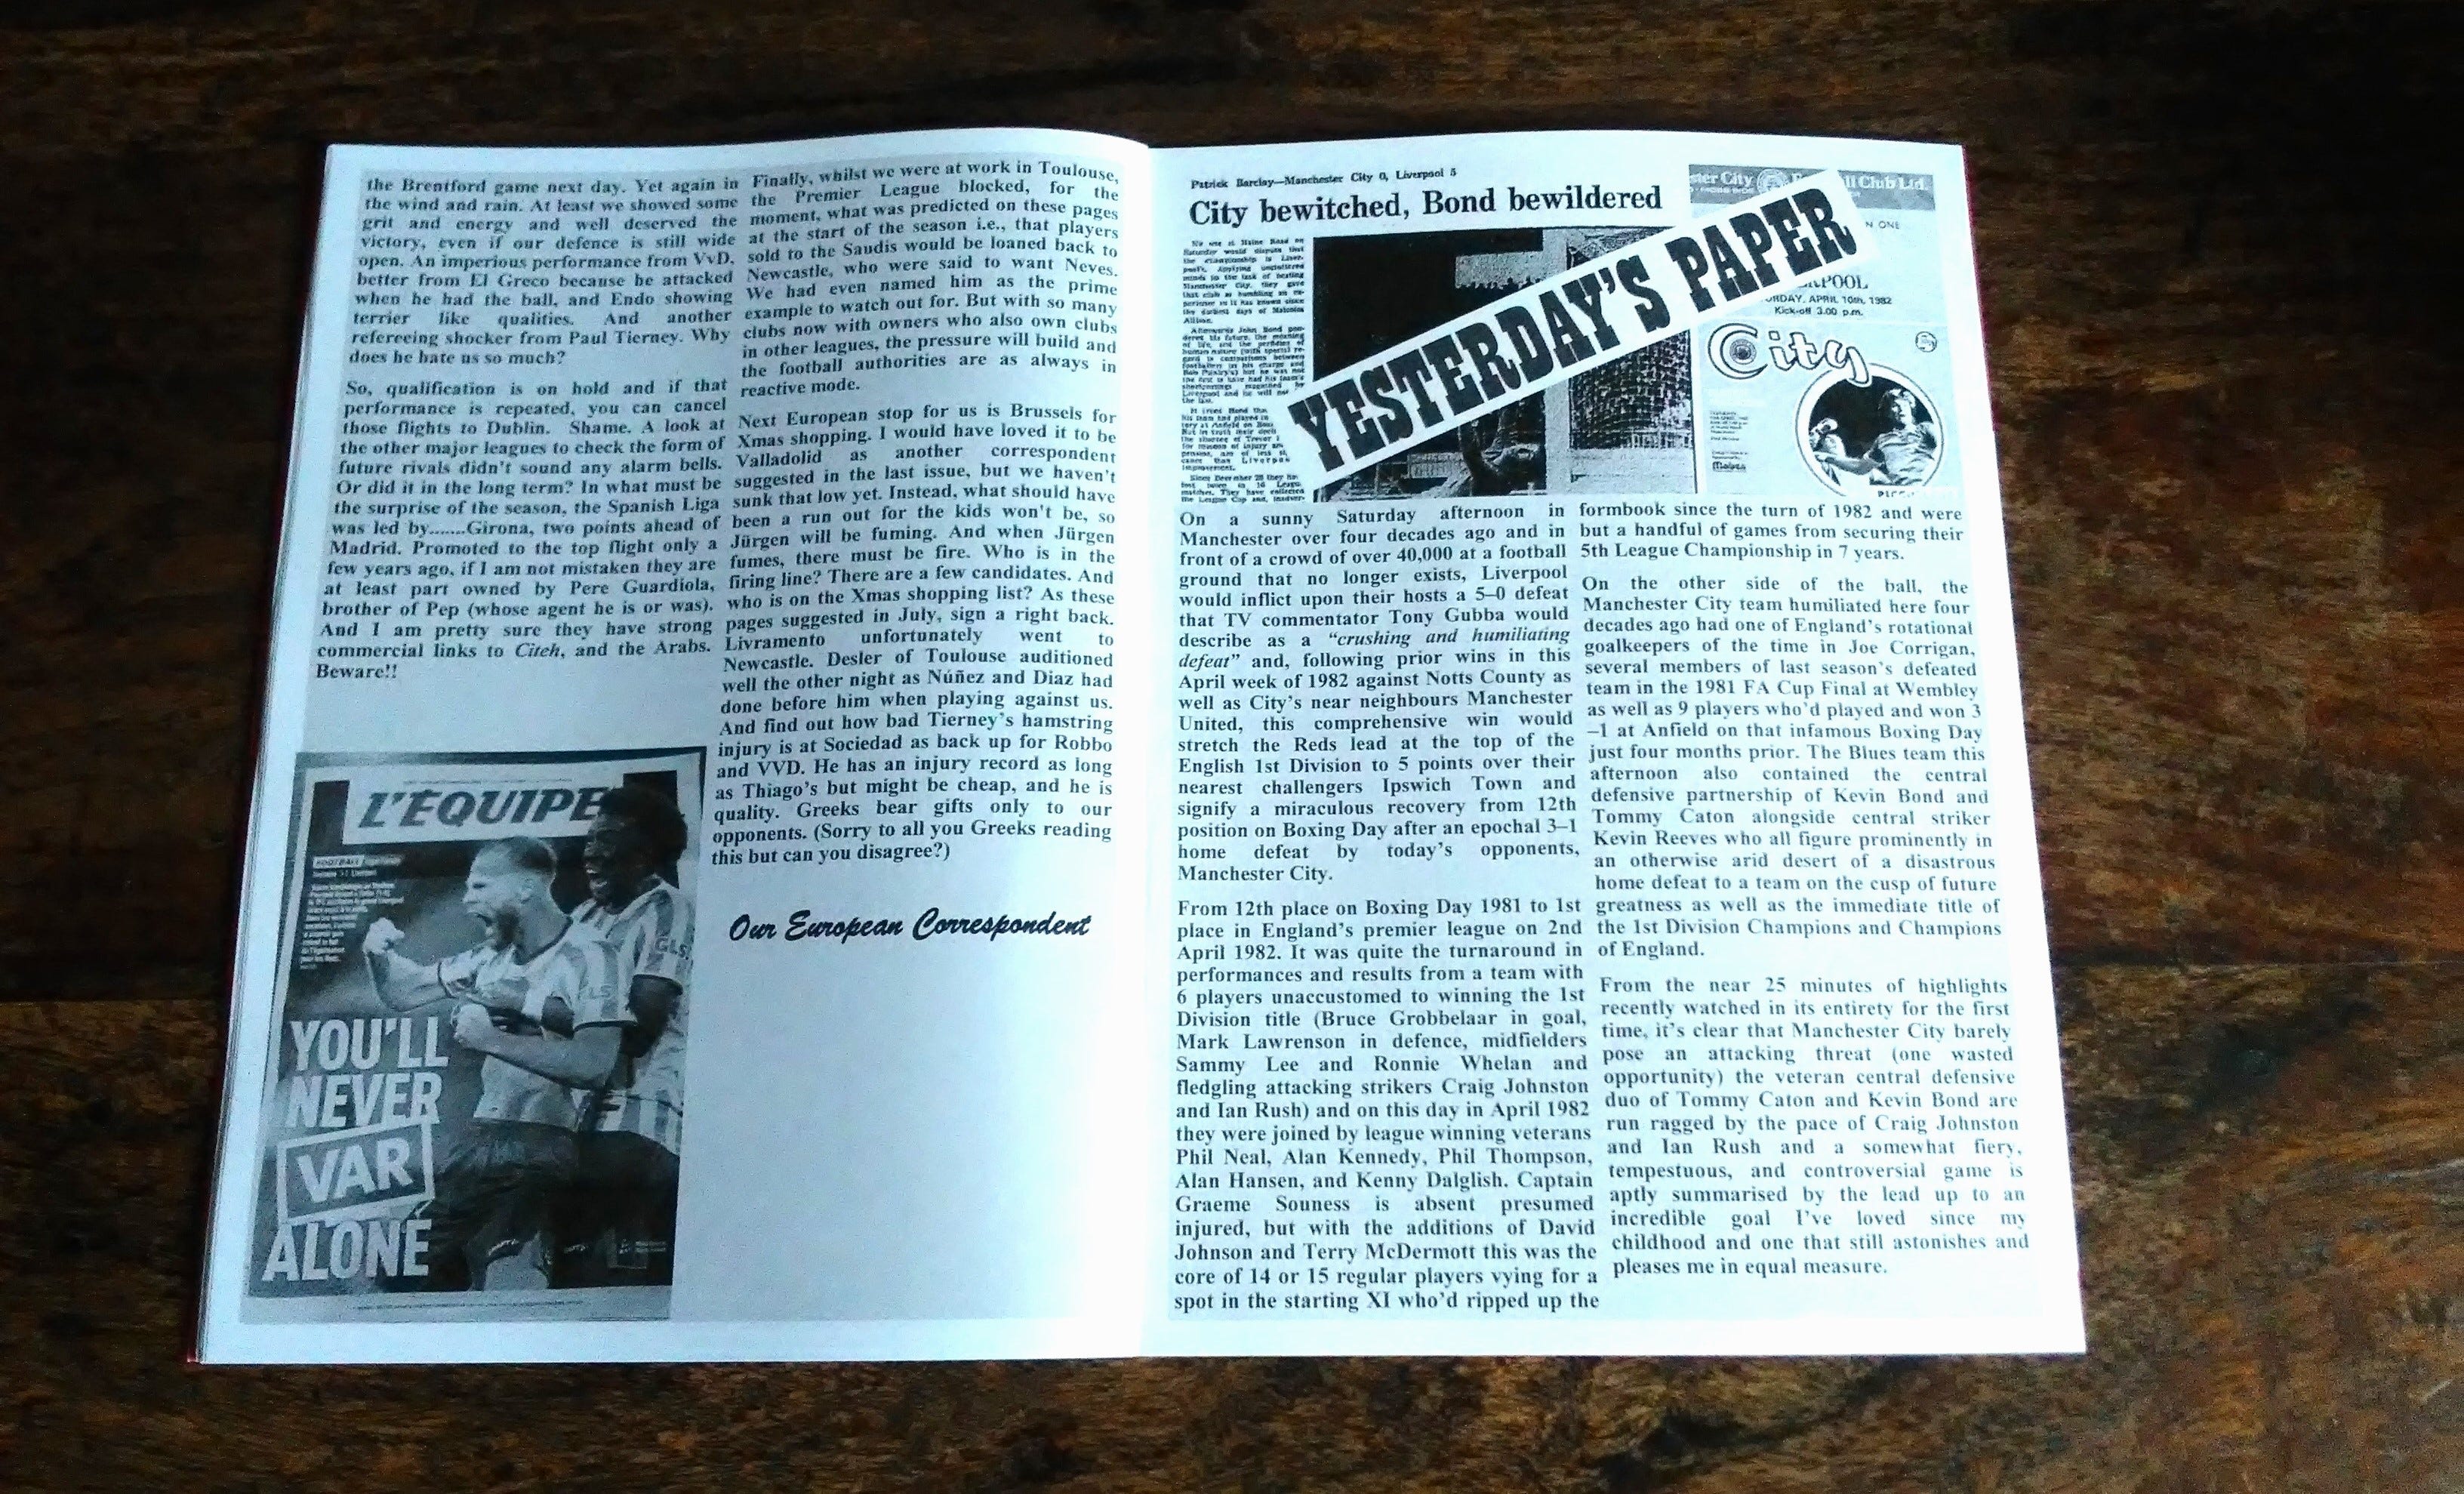 the Brentford game next day. Yet again in
the wind and rain. At least we showed some
grit and energy and well deserved the
victory, even if our defence is still wide
open. An imperious performance from VvD,
better from El Greco because he attacked
when he had the ball, and Endo showing
terrier like qualities. And another
refereeing shocker from Paul Tierney. Why
does he hate us so much?
So, qualification is on hold and if that
performance is repeated, you can cancel
those flights to Dublin. Shame. A look at
the other major leagues to check the form of
future rivals didn't sound any alarm bells.
Or did it in the long term? In what must be
the surprise of the season, the Spanish Liga
was led by.......Girona, two points ahead of
Madrid. Promoted to the top flight only a
few years ago, if I am not mistaken they are
at least part owned by Pere Guardiola,
brother of Pep (whose agent he is or was).
And I am pretty sure they have strong
commercial links to Citeh, and the Arabs.
Beware!!
L'ÉQUIPE
GLS.
YOU'LL
NEVER
VAR
ALONE
Finally, whilst we were at work in Toulouse,
the Premier League blocked, for the
moment, what was predicted on these pages
at the start of the season i.e., that players
sold to the Saudis would be loaned back to
Newcastle, who were said to want Neves.
We had even named him as the prime
example to watch out for. But with so many
clubs now with owners who also own clubs
in other leagues, the pressure will build and
the football authorities are as always in
reactive mode.
Next European stop for us is Brussels for
Xmas shopping. I would have loved it to be
Valladolid as another correspondent
suggested in the last issue, but we haven't
sunk that low yet. Instead, what should have
been a run out for the kids won't be, so
Jürgen will be fuming. And when Jürgen
fumes, there must be fire. Who is in the
firing line? There are a few candidates. And
who is on the Xmas shopping list? As these
pages suggested in July, sign a right back.
Livramento unfortunately went to
Newcastle. Desler of Toulouse auditioned
well the other night as Núñez and Diaz had
done before him when playing against us.
And find out how bad Tierney's hamstring
injury is at Sociedad as back up for Robbo
and VVD. He has an injury record as long
as Thiago's but might be cheap, and he is
quality. Greeks bear gifts only to our
opponents. (Sorry to all you Greeks reading
this but can you disagree?)
Our European Correspondent
Patrick Barclay—Manchester City 0, Liverpool 5
City bewitched, Bond bewildered
YESTERDAY'S PAPER
ster City
ll Club Ltd.
N ONE
POOL
RDAY, APRIL 10th, 1982
Kick-off 3.00 p.m.
City
On a sunny Saturday afternoon in
Manchester over four decades ago and in
front of a crowd of over 40,000 at a football
ground that no longer exists, Liverpool
would inflict upon their hosts a 5–0 defeat
that TV commentator Tony Gubba would
describe as a “crushing and humiliating
defeat” and, following prior wins in this
April week of 1982 against Notts County as
well as City's near neighbours Manchester
United, this comprehensive win would
stretch the Reds lead at the top of the
English 1st Division to 5 points over their
nearest challengers Ipswich Town and
signify a miraculous recovery from 12th
position on Boxing Day after an epochal 3–1
home defeat by today's opponents,
Manchester City.
From 12th place on Boxing Day 1981 to 1st
place in England's premier league on 2nd
April 1982. It was quite the turnaround in
performances and results from a team with
6 players unaccustomed to winning the 1st
Division title (Bruce Grobbelaar in goal,
Mark Lawrenson in defence, midfielders
Sammy Lee and Ronnie Whelan and
fledgling attacking strikers Craig Johnston
and Ian Rush) and on this day in April 1982
they were joined by league winning veterans
Phil Neal, Alan Kennedy, Phil Thompson,
Alan Hansen, and Kenny Dalglish. Captain
Graeme Souness is absent presumed
injured, but with the additions of David
Johnson and Terry McDermott this was the
core of 14 or 15 regular players vying for a
spot in the starting XI who'd ripped up the
formbook since the turn of 1982 and were
but a handful of games from securing their
5th League Championship in 7 years.
On the other side of the ball, the
Manchester City team humiliated here four
decades ago had one of England's rotational
goalkeepers of the time in Joe Corrigan,
several members of last season's defeated
team in the 1981 FA Cup Final at Wembley
as well as 9 players who'd played and won 3
–1 at Anfield on that infamous Boxing Day
just four months prior. The Blues team this
afternoon also contained the central
defensive partnership of Kevin Bond and
Tommy Caton alongside central striker
Kevin Reeves who all figure prominently in
an otherwise arid desert of a disastrous
home defeat to a team on the cusp of future
greatness as well as the immediate title of
the 1st Division Champions and Champions
of England.
From the near 25 minutes of highlights
recently watched in its entirety for the first
time, it's clear that Manchester City barely
pose an attacking threat (one wasted
opportunity) the veteran central defensive
duo of Tommy Caton and Kevin Bond are
run ragged by the pace of Craig Johnston
and Ian Rush and a somewhat fiery,
tempestuous, and controversial game is
aptly summarised by the lead up to an
incredible goal I've loved since my
childhood and one that still astonishes and
pleases me in equal measure.